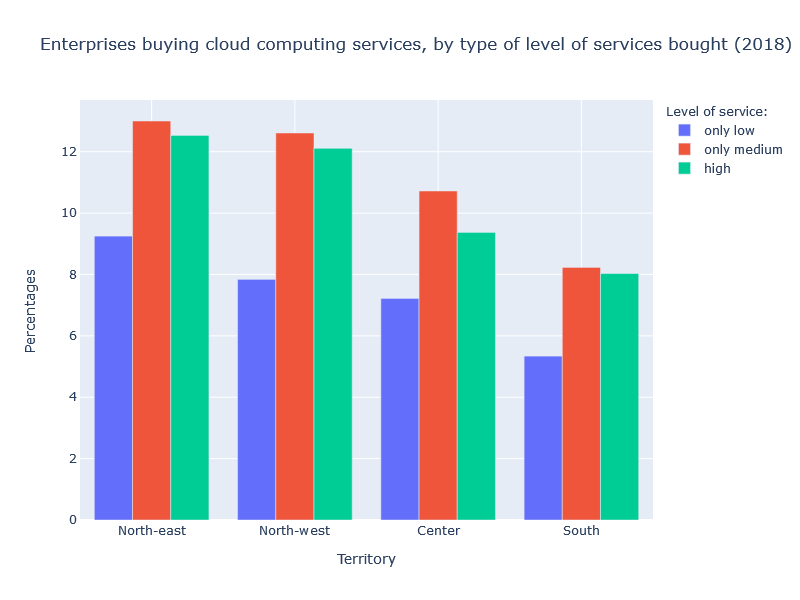 Enterprises buying cloud computing services, by type of level of services bought (2018)
Level of service:
only low
only medium
high
Percentages
12
10
8
6
4
2
0
North-east
North-west
Center
South
Territory